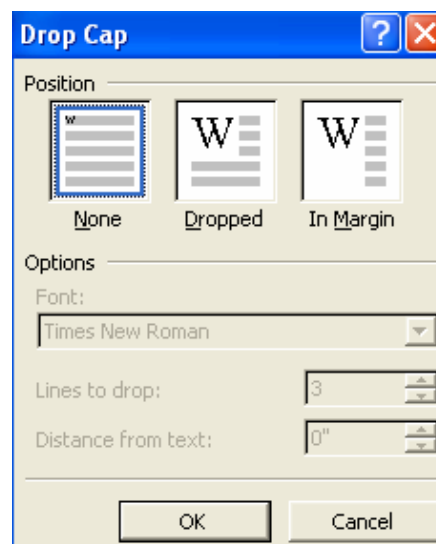 Drop Cap
Position
W W W
None Dropped In Margin
Options
Font:
Times New Roman
Lines to drop: 3
Distance from text: 0"
OK Cancel